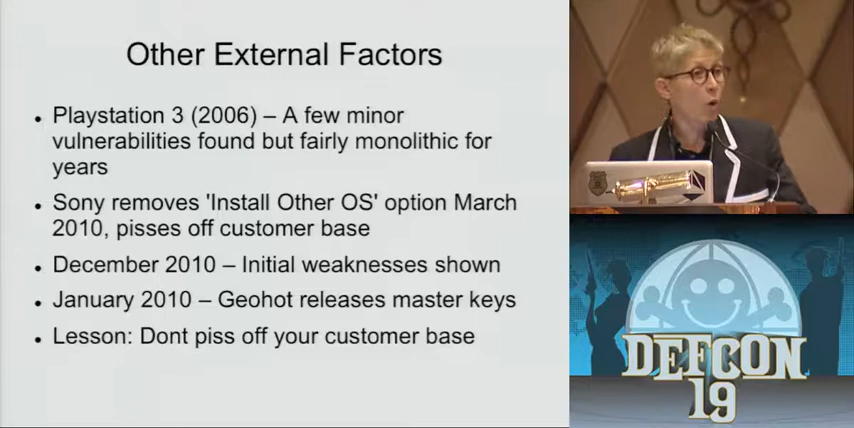 Other External Factors
Playstation 3 (2006) – A few minor
vulnerabilities found but fairly monolithic for
years
Sony removes 'Install Other OS' option March
2010, pisses off customer base
December 2010 – Initial weaknesses shown
January 2010 – Geohot releases master keys
Lesson: Dont piss off your customer base
DEFCON
19